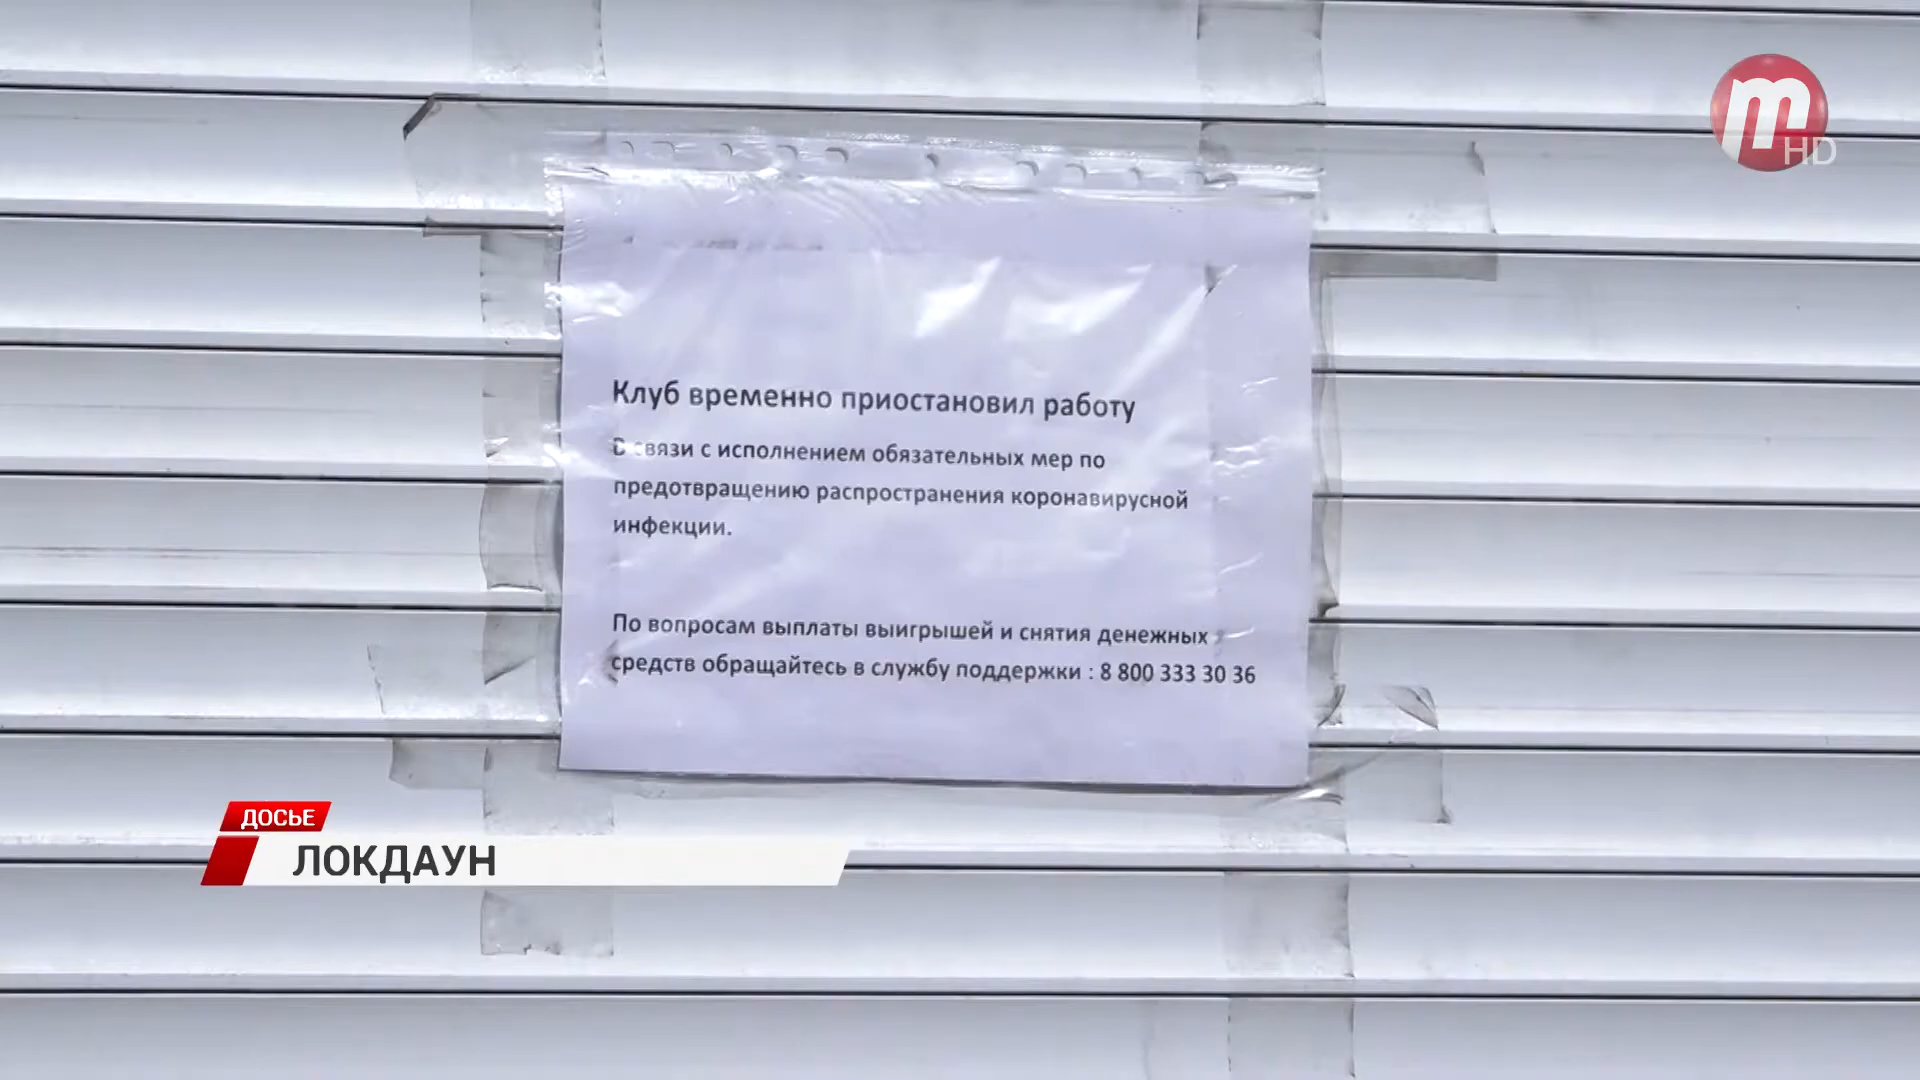 m HD
Клуб временно приостановил работу
В связи с исполнением обязательных мер по
предотвращению распространения коронавирусной
инфекции.
По вопросам выплаты выигрышей и снятия денежных
средств обращайтесь в службу поддержки : 8 800 333 30 36
ДОСЬЕ
ЛОКДАУН